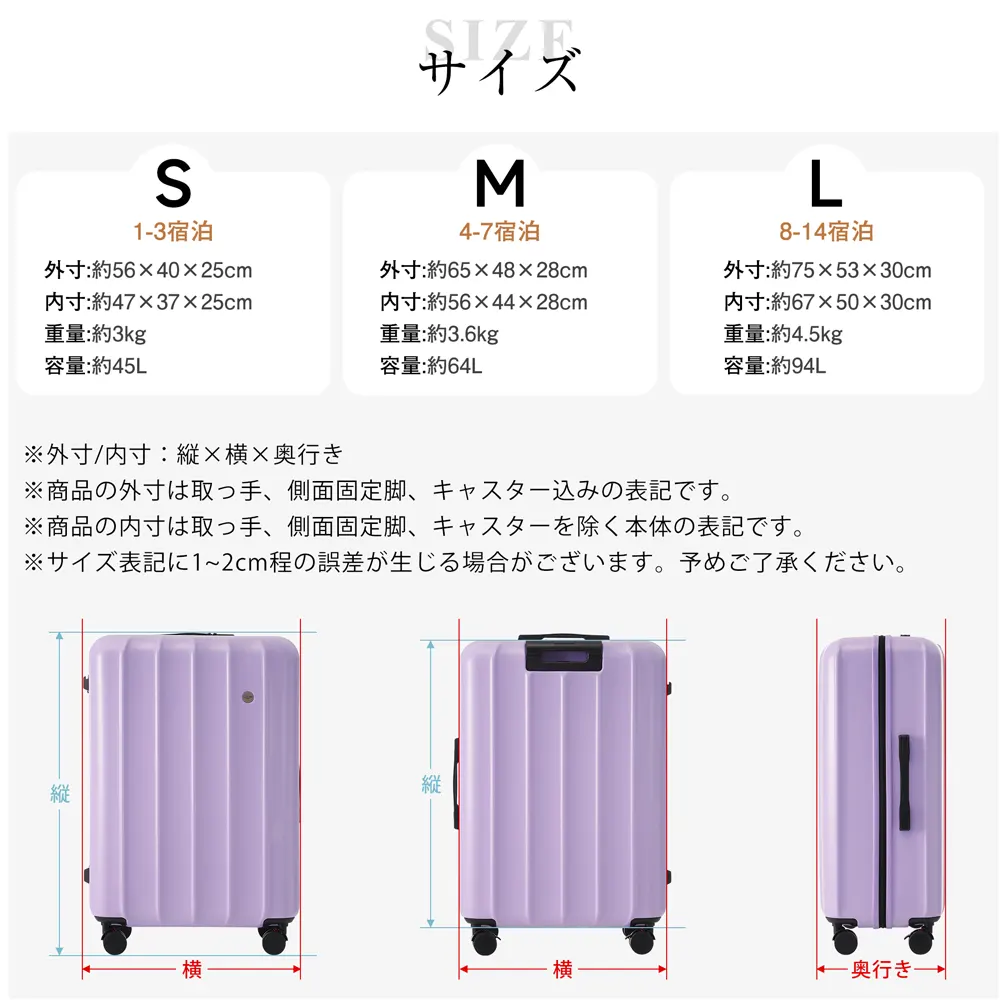 SIZE
サイズ
S
1-3宿泊
外寸:約56×40×25cm
内寸:約47×37×25cm
重量:約3kg
容量:約45L
M
4-7宿泊
外寸:約65×48×28cm
内寸:約56×44×28cm
重量:約3.6kg
容量:約64L
L
8-14宿泊
外寸:約75×53×30cm
内寸:約67×50×30cm
重量:約4.5kg
容量:約94L
※外寸/内寸：縦×横×奥行き
※商品の外寸は取っ手、側面固定脚、キャスター込みの表記です。
※商品の内寸は取っ手、側面固定脚、キャスターを除く本体の表記です。
※サイズ表記に1~2cm程の誤差が生じる場合がございます。予めご了承ください。
縦
横
縦
横
奥行き